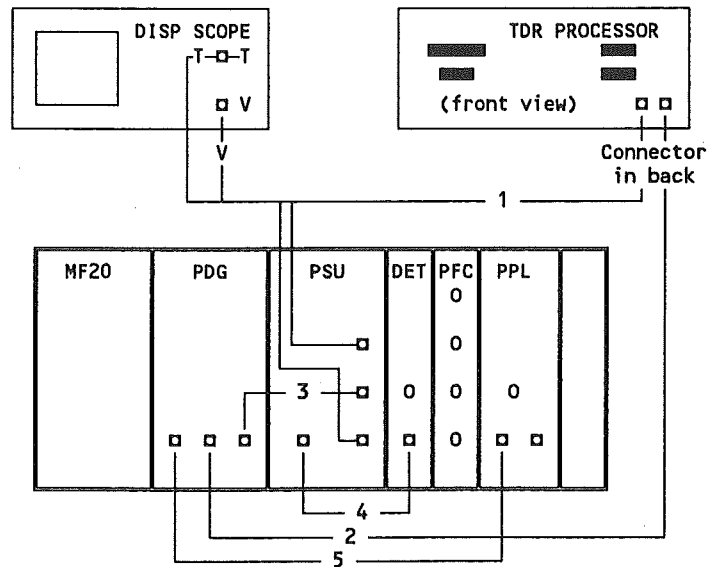 DISP SCOPE
T T
V
V
TDR PROCESSOR
(front view)
Connector
in back
1
MF20 PDG PSU DET PFC PPL
O
O
3 O O O
O
4
2
5